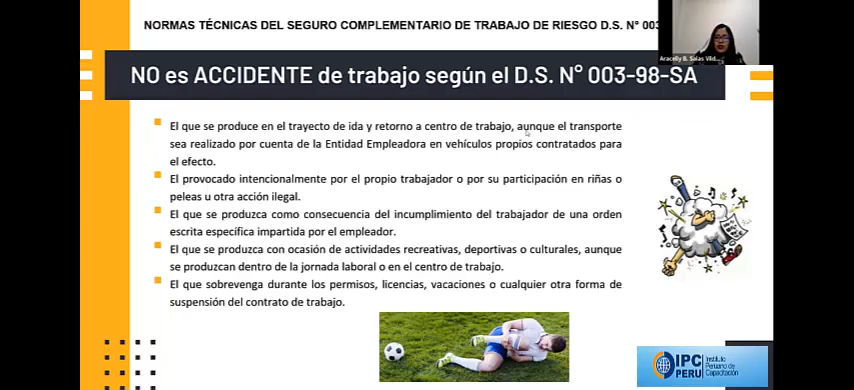 NORMAS TÉCNICAS DEL SEGURO COMPLEMENTARIO DE TRABAJO DE RIESGO D.S. N° 003
Aracelly B. Salas Vild...
NO es ACCIDENTE de trabajo según el D.S. N° 003-98-SA
El que se produce en el trayecto de ida y retorno a centro de trabajo, aunque el transporte
sea realizado por cuenta de la Entidad Empleadora en vehículos propios contratados para
el efecto.
El provocado intencionalmente por el propio trabajador o por su participación en riñas o
peleas u otra acción ilegal.
El que se produzca como consecuencia del incumplimiento del trabajador de una orden
escrita específica impartida por el empleador.
El que se produzca con ocasión de actividades recreativas, deportivas o culturales, aunque
se produzcan dentro de la jornada laboral o en el centro de trabajo.
El que sobrevenga durante los permisos, licencias, vacaciones o cualquier otra forma de
suspensión del contrato de trabajo.
IPC
PERU
Instituto
Peruano de
Capacitación